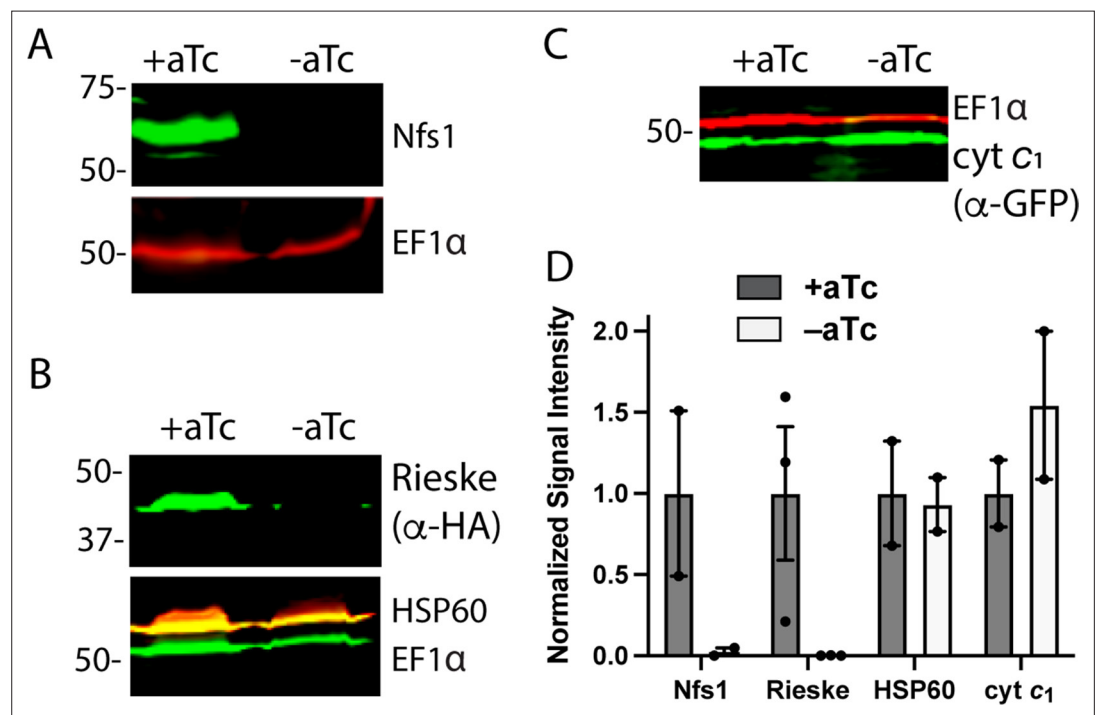 A
+aTc -aTc
75-
Nfs1
50-
50-
EF1α
B
+aTc -aTc
50-
Rieske
(α-HA)
37-
HSP60
50-
EF1α
C
+aTc -aTc
EF1α
50-
cyt c₁
(α-GFP)
D
+aTc
–aTc
Normalized Signal Intensity
2.0
1.5
1.0
0.5
0.0
Nfs1 Rieske HSP60 cyt c₁